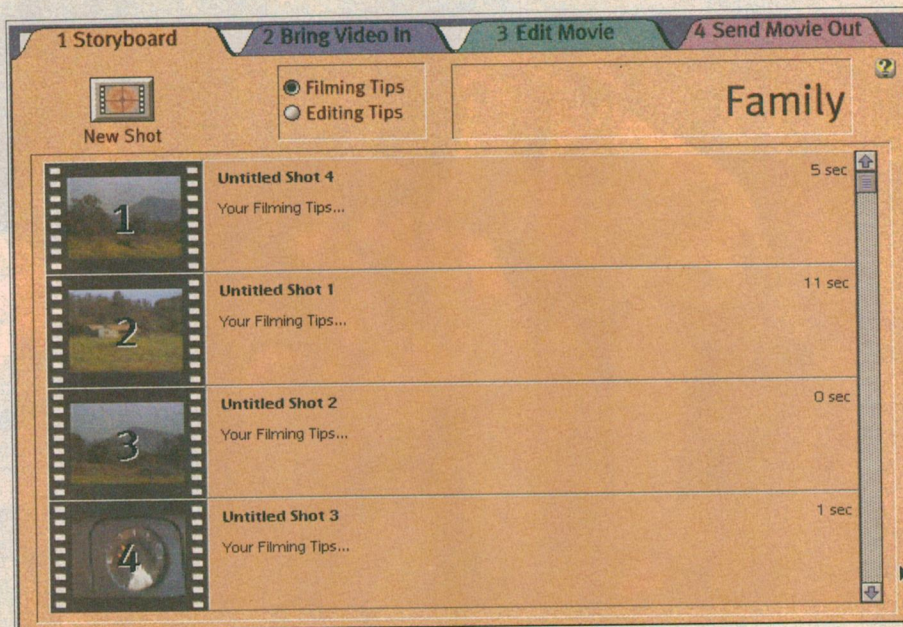 1 Storyboard
2 Bring Video In
3 Edit Movie
4 Send Movie Out
New Shot
Filming Tips
Editing Tips
Family
?
1
Untitled Shot 4
5 sec
Your Filming Tips...
2
Untitled Shot 1
11 sec
Your Filming Tips...
3
Untitled Shot 2
0 sec
Your Filming Tips...
4
Untitled Shot 3
1 sec
Your Filming Tips...